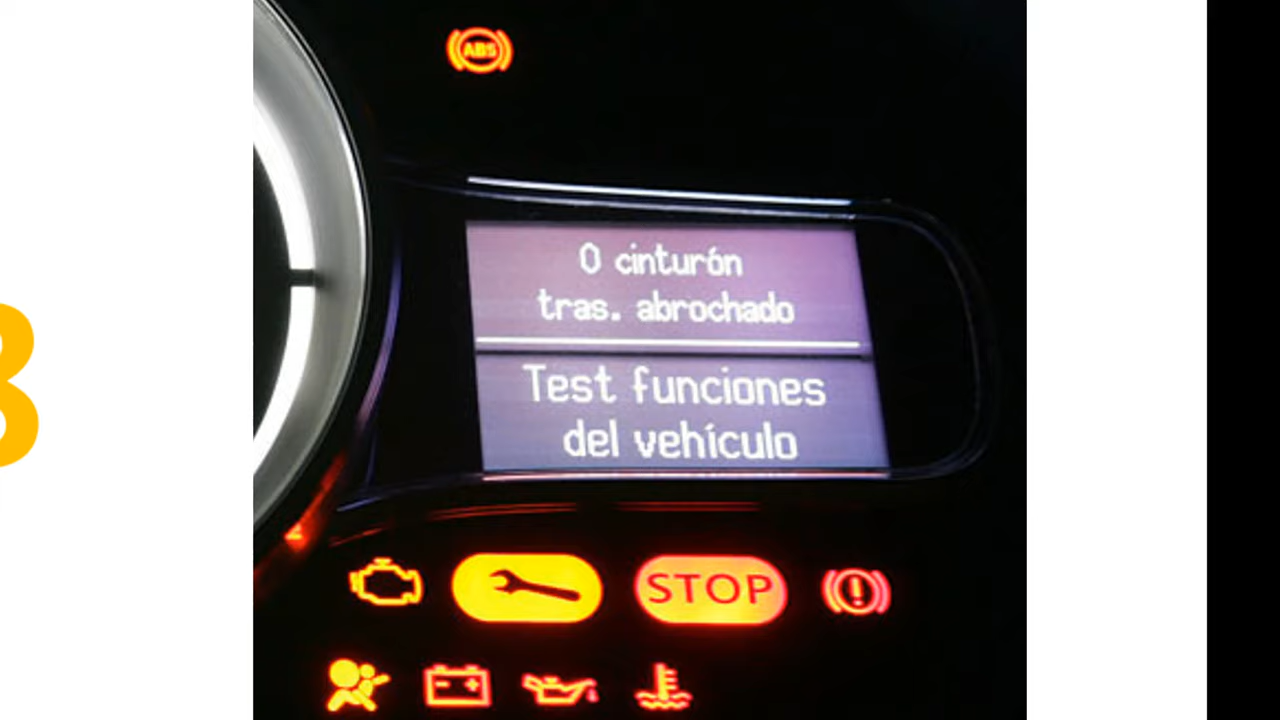 ABS
0 cinturón
tras. abrochado
Test funciones
del vehículo
STOP